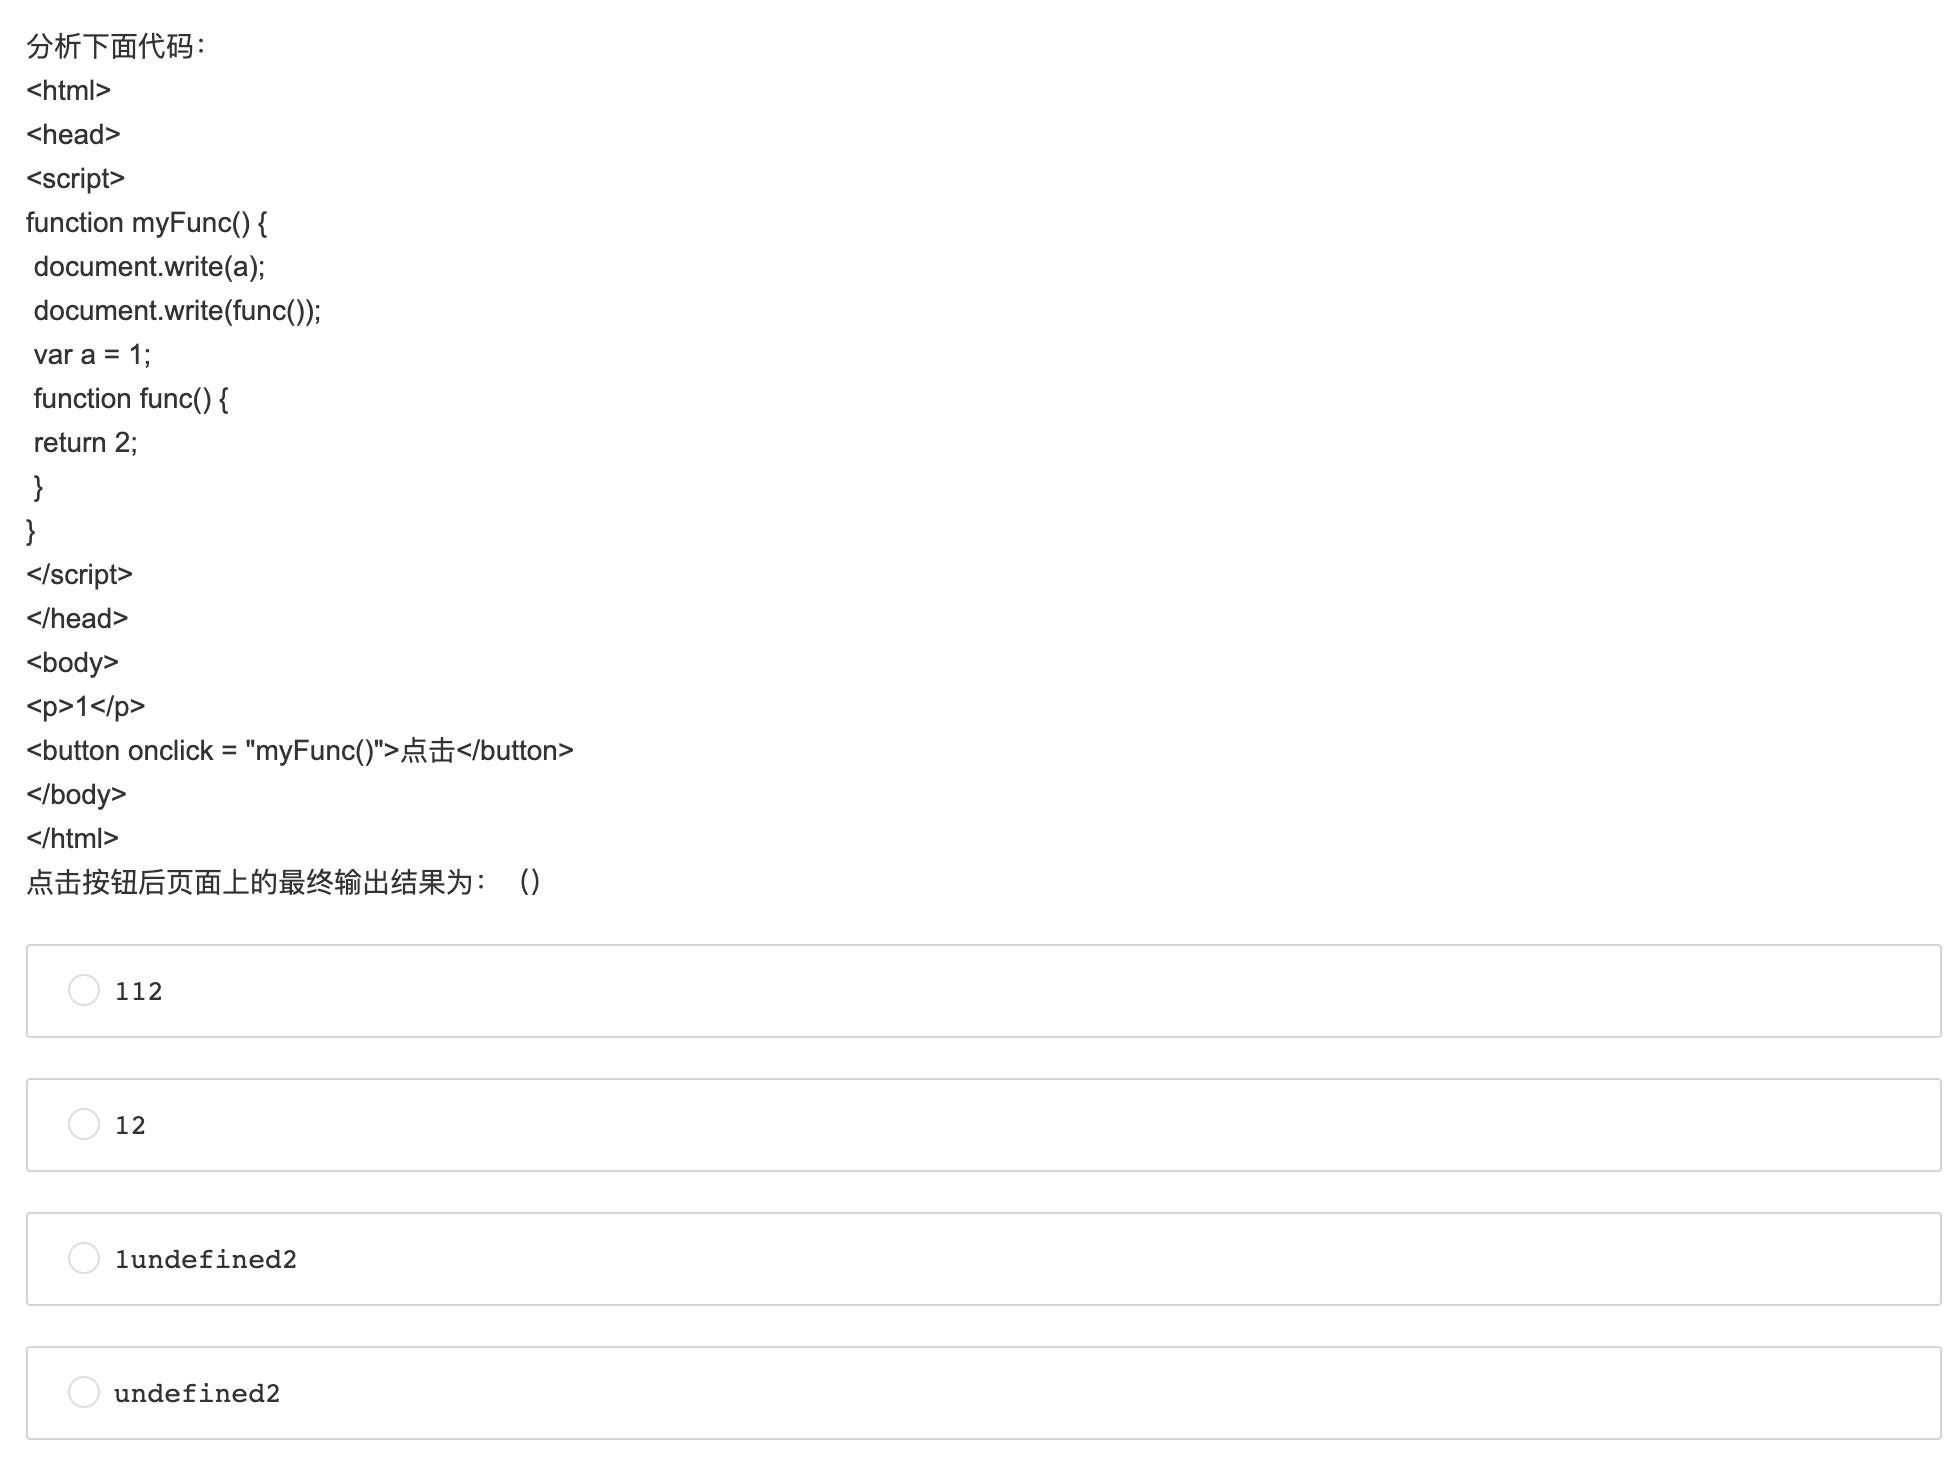 分析下面代码：
<html>
<head>
<script>
function myFunc() {
document.write(a);
document.write(func());
var a = 1;
function func() {
return 2;
}
}
</script>
</head>
<body>
<p>1</p>
<button onclick = "myFunc()">点击</button>
</body>
</html>
点击按钮后页面上的最终输出结果为： ()
112
12
1undefined2
undefined2